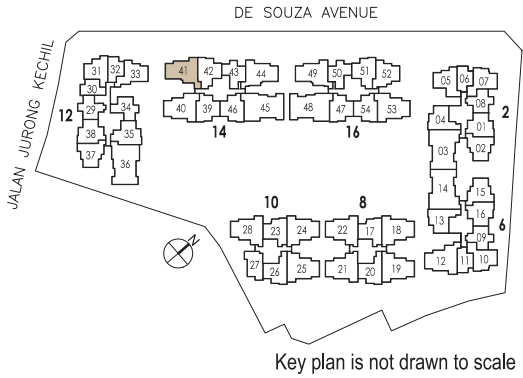 DE SOUZA AVENUE
JALAN JURONG KECHIL
31 32 33 41 42 43 44 49 50 51 52 05 06 07
30 34 08
12 29 40 39 46 45 48 47 54 53 04 01 2
38 35 14 16 02
37 36 03
14 15
10 8 16 6
28 23 24 22 17 18 13 09
27 26 25 21 20 19 12 11 10
N
Key plan is not drawn to scale